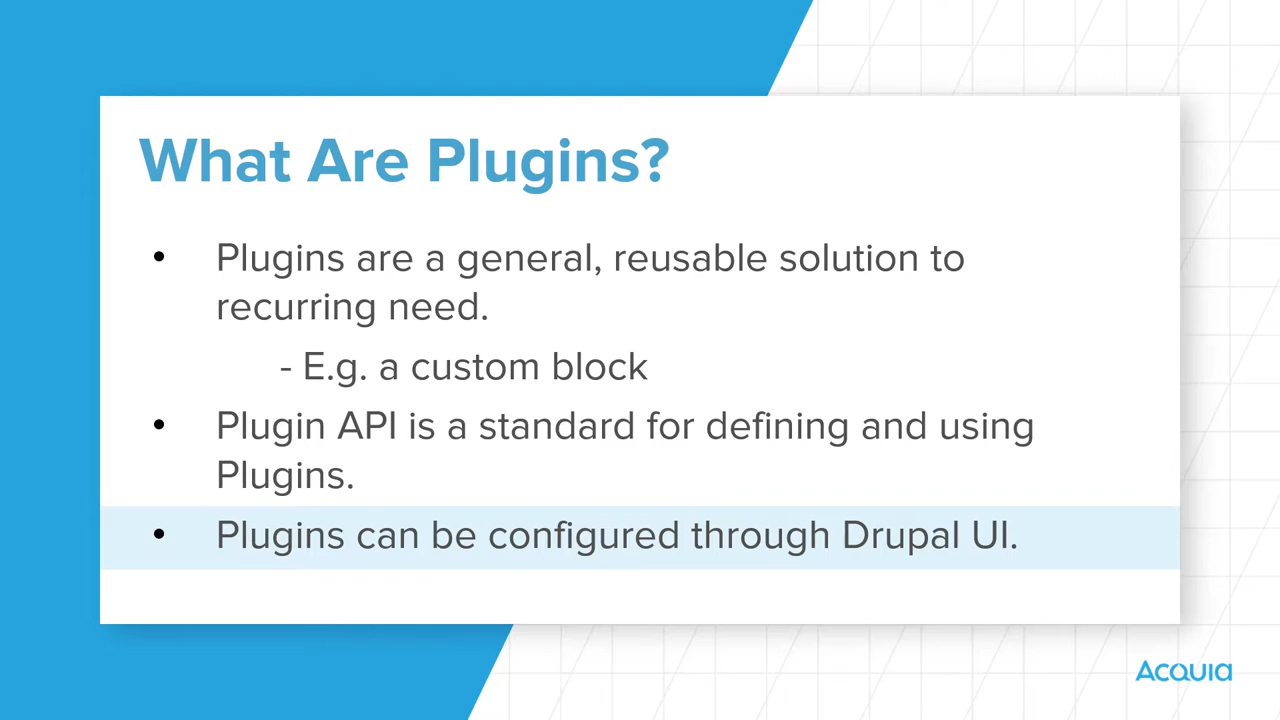 What Are Plugins?
• Plugins are a general, reusable solution to
recurring need.
- E.g. a custom block
• Plugin API is a standard for defining and using
Plugins.
• Plugins can be configured through Drupal UI.
Acquia